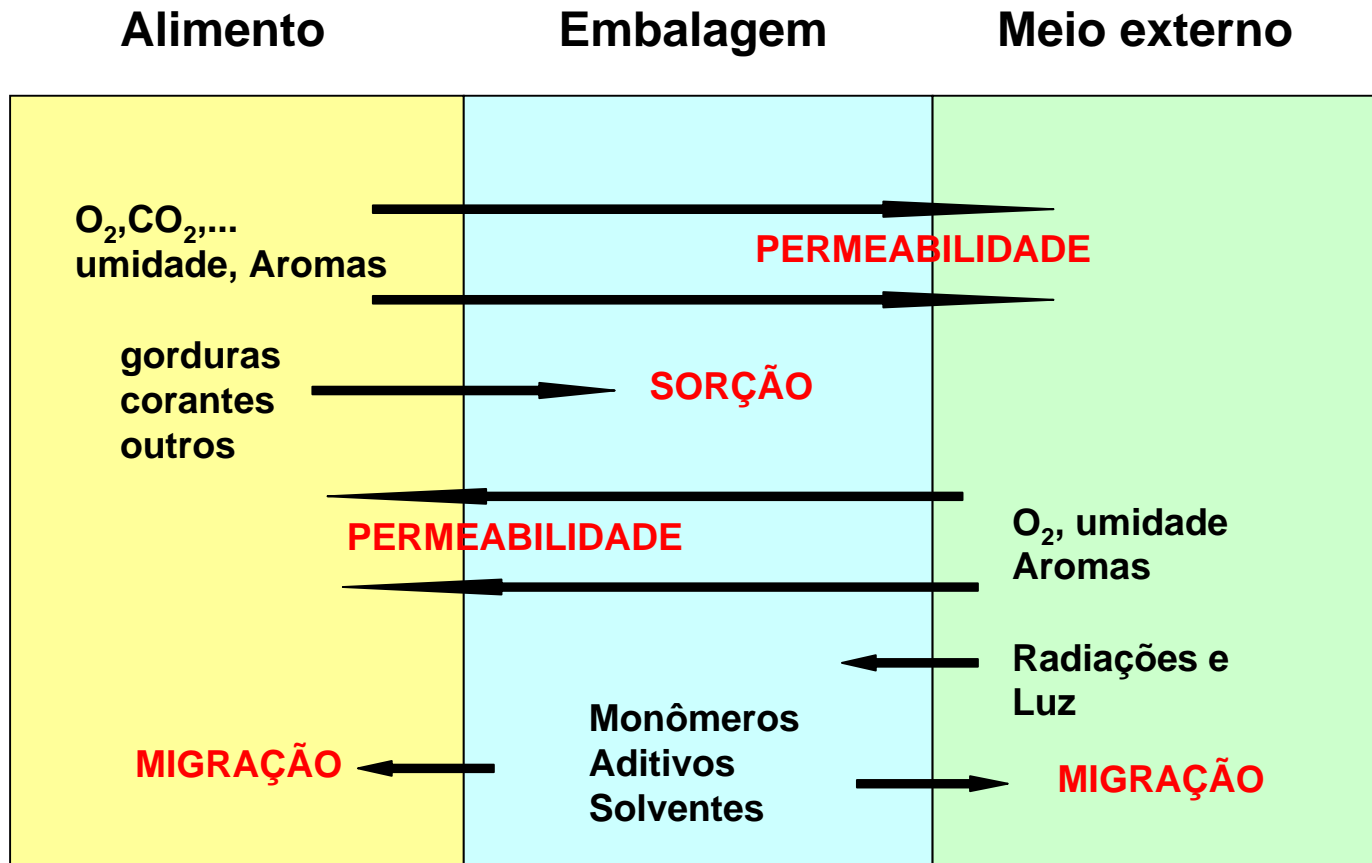 Alimento
Embalagem
Meio externo
O₂,CO₂,...
umidade, Aromas
PERMEABILIDADE
gorduras
corantes
outros
SORÇÃO
PERMEABILIDADE
O₂, umidade
Aromas
Radiações e
Luz
Monômeros
Aditivos
Solventes
MIGRAÇÃO
MIGRAÇÃO